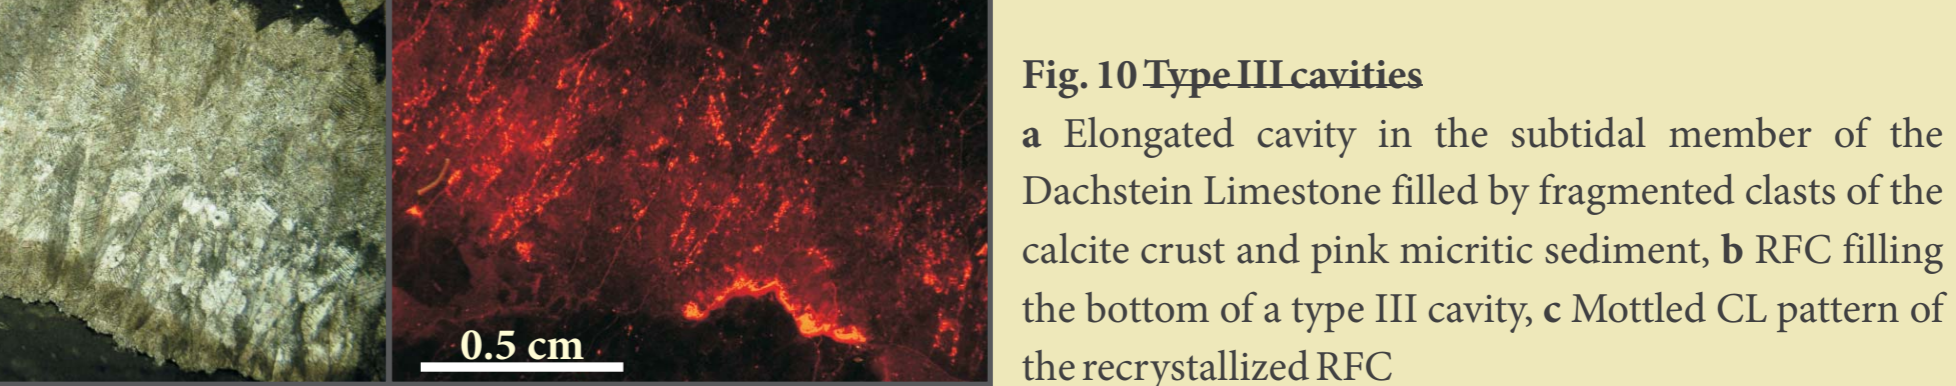 0.5 cm
Fig. 10 Type III cavities
a Elongated cavity in the subtidal member of the
Dachstein Limestone filled by fragmented clasts of the
calcite crust and pink micritic sediment, b RFC filling
the bottom of a type III cavity, c Mottled CL pattern of
the recrystallized RFC